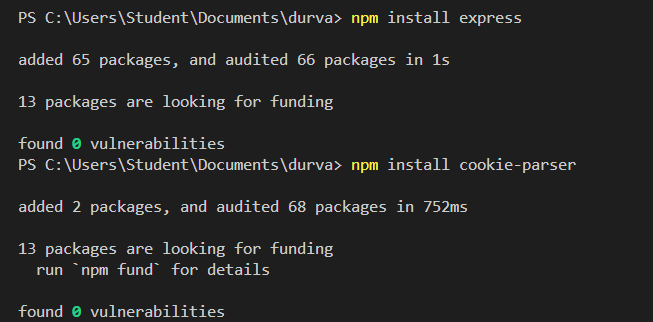 PS C:\Users\Student\Documents\durva> npm install express
added 65 packages, and audited 66 packages in 1s
13 packages are looking for funding
found 0 vulnerabilities
PS C:\Users\Student\Documents\durva> npm install cookie-parser
added 2 packages, and audited 68 packages in 752ms
13 packages are looking for funding
  run `npm fund` for details
found 0 vulnerabilities